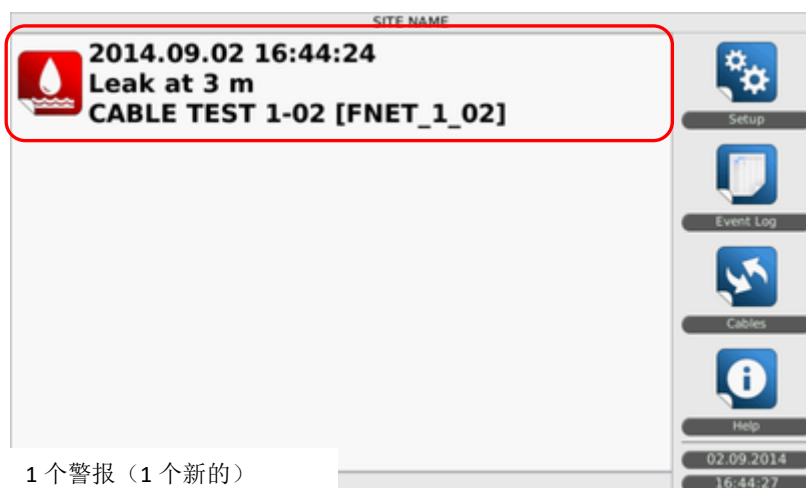 SITE NAME
2014.09.02 16:44:24
Leak at 3 m
CABLE TEST 1-02 [FNET_1_02]
Setup
Event Log
Cables
Help
1 个警报（1 个新的）
02.09.2014
16:44:27